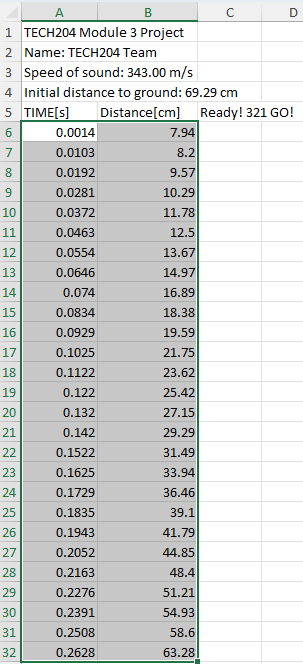 A B C D
1 TECH204 Module 3 Project
2 Name: TECH204 Team
3 Speed of sound: 343.00 m/s
4 Initial distance to ground: 69.29 cm
5 TIME[s] Distance[cm] Ready! 321 GO!
6 0.0014 7.94
7 0.0103 8.2
8 0.0192 9.57
9 0.0281 10.29
10 0.0372 11.78
11 0.0463 12.5
12 0.0554 13.67
13 0.0646 14.97
14 0.074 16.89
15 0.0834 18.38
16 0.0929 19.59
17 0.1025 21.75
18 0.1122 23.62
19 0.122 25.42
20 0.132 27.15
21 0.142 29.29
22 0.1522 31.49
23 0.1625 33.94
24 0.1729 36.46
25 0.1835 39.1
26 0.1943 41.79
27 0.2052 44.85
28 0.2163 48.4
29 0.2276 51.21
30 0.2391 54.93
31 0.2508 58.6
32 0.2628 63.28